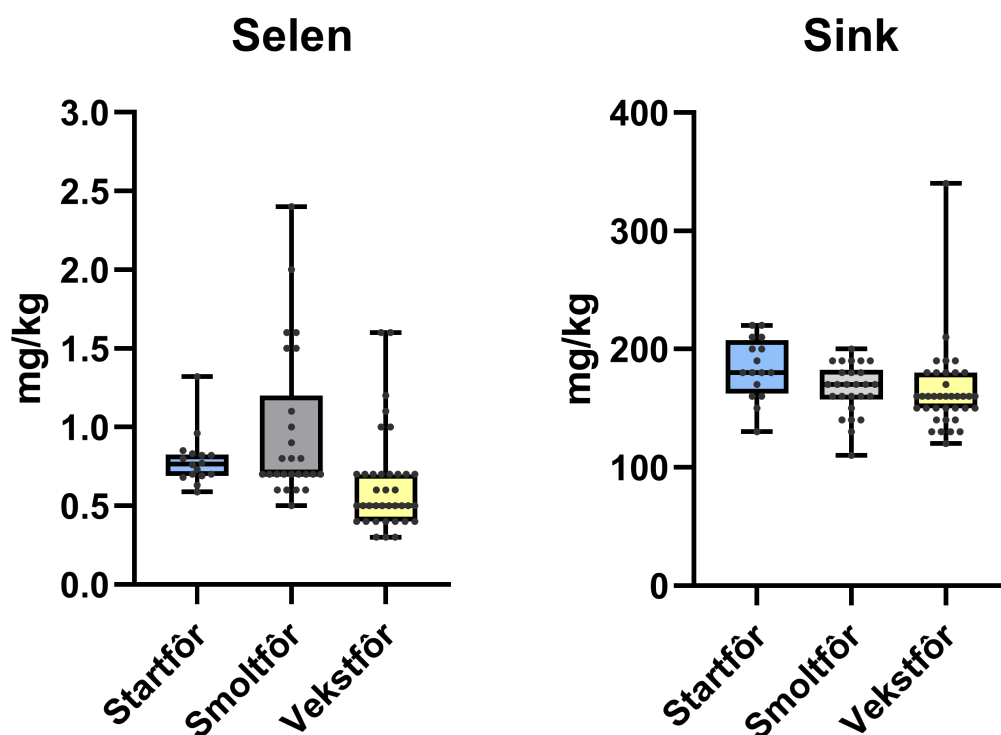 Selen
mg/kg
3.0
2.5
2.0
1.5
1.0
0.5
0.0
Startfôr
Smoltfôr
Vekstfôr
Sink
mg/kg
400
300
200
100
0
Startfôr
Smoltfôr
Vekstfôr